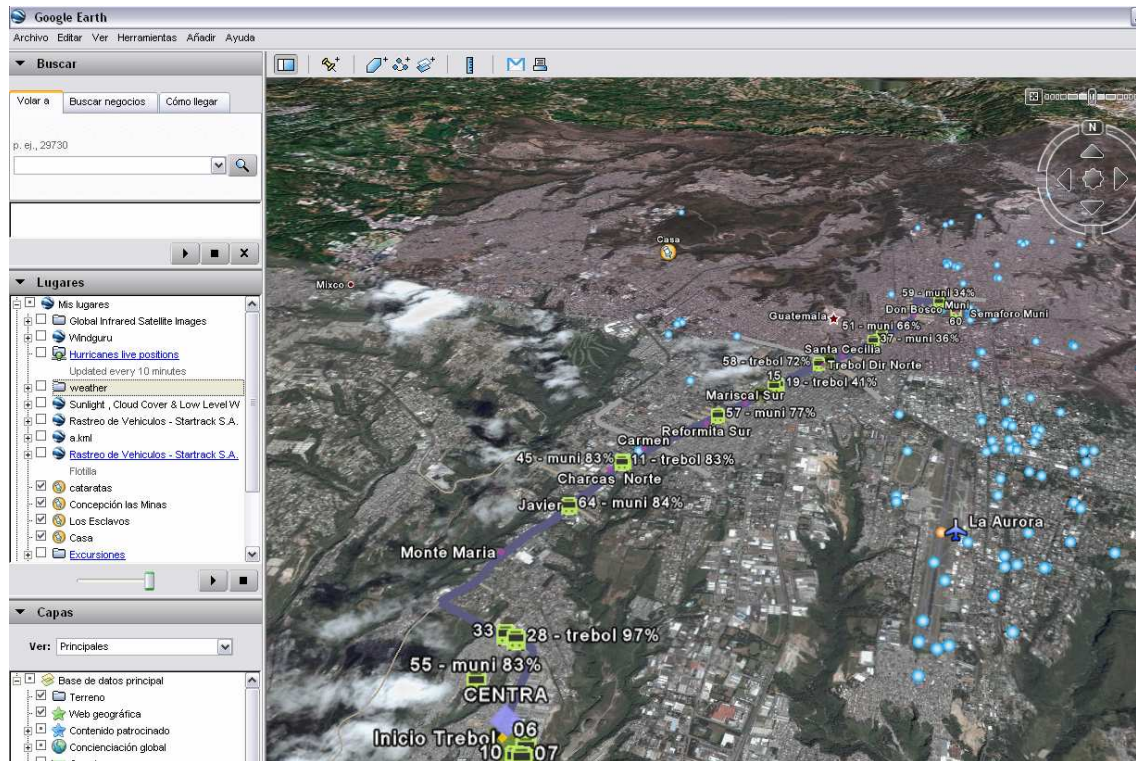 Google Earth
Archivo Editar Ver Herramientas Añadir Ayuda
Buscar
Volar a Buscar negocios Cómo llegar
p. ej., 29730
Lugares
Mis lugares
Global Infrared Satellite Images
Windguru
Hurricanes live positions
Updated every 10 minutes
weather
Sunlight , Cloud Cover & Low Level W
Rastreo de Vehiculos - Startrack S.A.
a.kml
Rastreo de Vehiculos - Startrack S.A.
Flotilla
cataratas
Concepción las Minas
Los Esclavos
Casa
Excursiones
Capas
Ver: Principales
Base de datos principal
Terreno
Web geográfica
Contenido patrocinado
Concienciación global
N
Casa
Mixco
59 - muni 34%
Don Bosco Muni
60 Semaforo Muni
Guatemala
51 - muni 66%
37 - muni 36%
Santa Cecilia
58 - trebol 72% Trebol Dir Norte
15
19 - trebol 41%
Mariscal Sur
57 - muni 77%
Reformita Sur
Carmen
45 - muni 83% 11 - trebol 83%
Charcas Norte
Javier 64 - muni 84%
La Aurora
Monte Maria
33 28 - trebol 97%
55 - muni 83%
CENTRA
Inicio Trebol 06
10 07